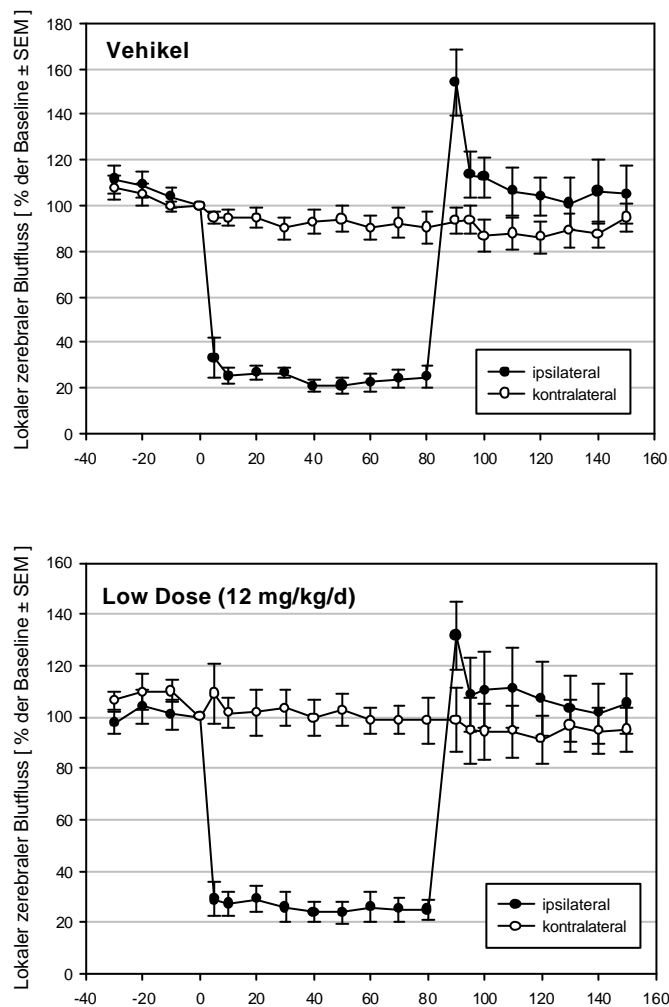 Lokaler zerebraler Blutfluss [ % der Baseline ± SEM ]
180
160
140
120
100
80
60
40
20
0
Vehikel
ipsilateral
kontralateral
-40 -20 0 20 40 60 80 100 120 140 160
Lokaler zerebraler Blutfluss [ % der Baseline ± SEM ]
160
140
120
100
80
60
40
20
0
Low Dose (12 mg/kg/d)
ipsilateral
kontralateral
-40 -20 0 20 40 60 80 100 120 140 160